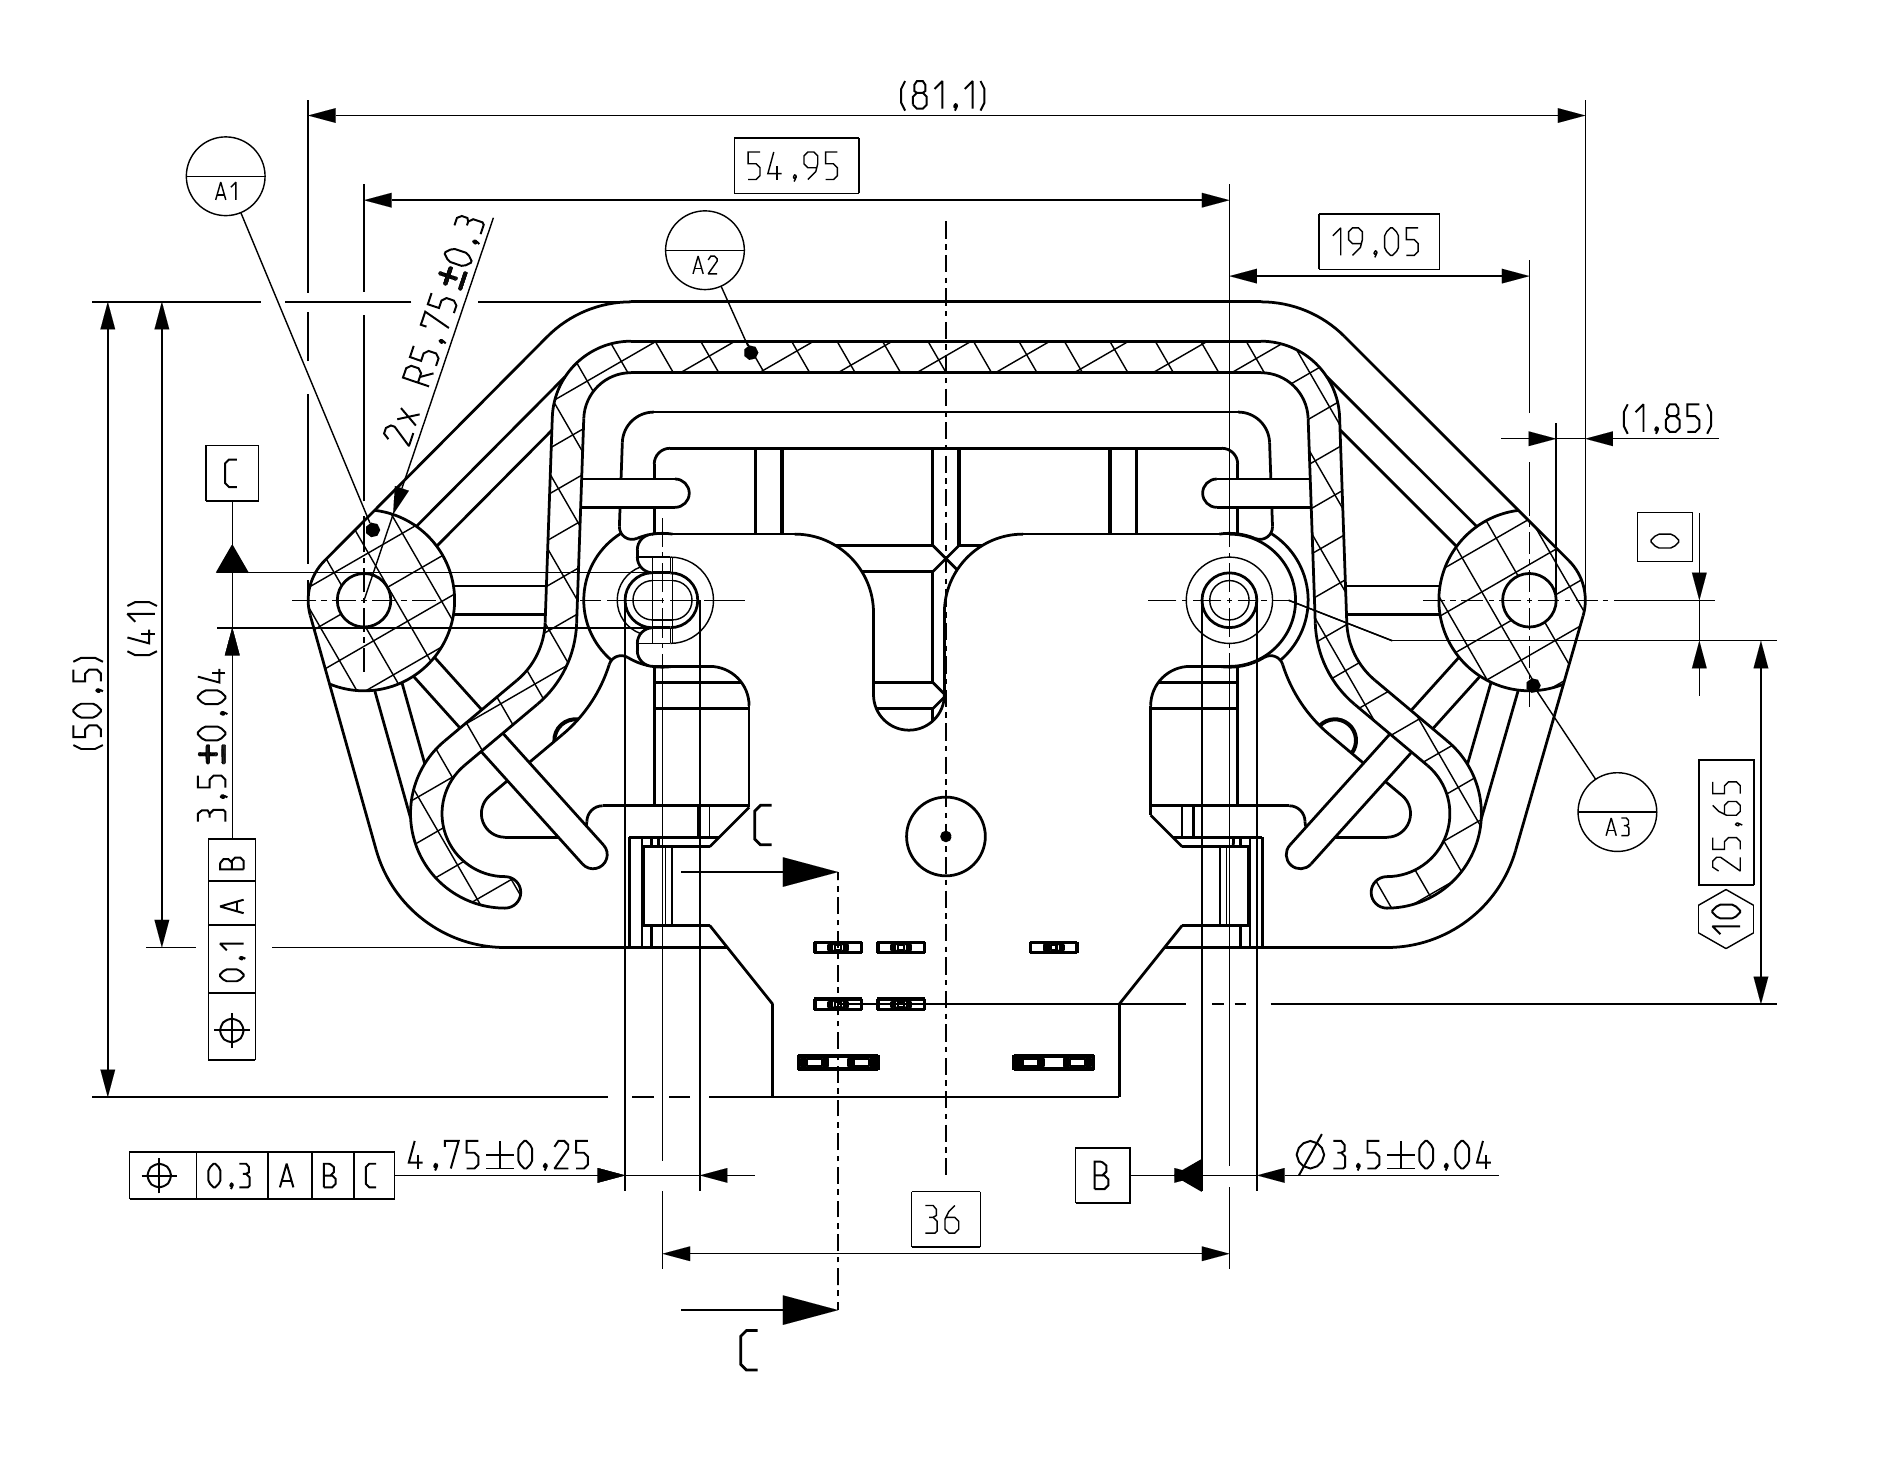 (81,1)
54,95
A1
A2
19,05
2x R5,75±0,3
(1,85)
C
0
(41)
(50,5)
3,5±0,04
⌖ 0,1 A B
C
A3
25,65
10
⌖ 0,3 A B C
4,75±0,25
B
Ø3,5±0,04
36
C